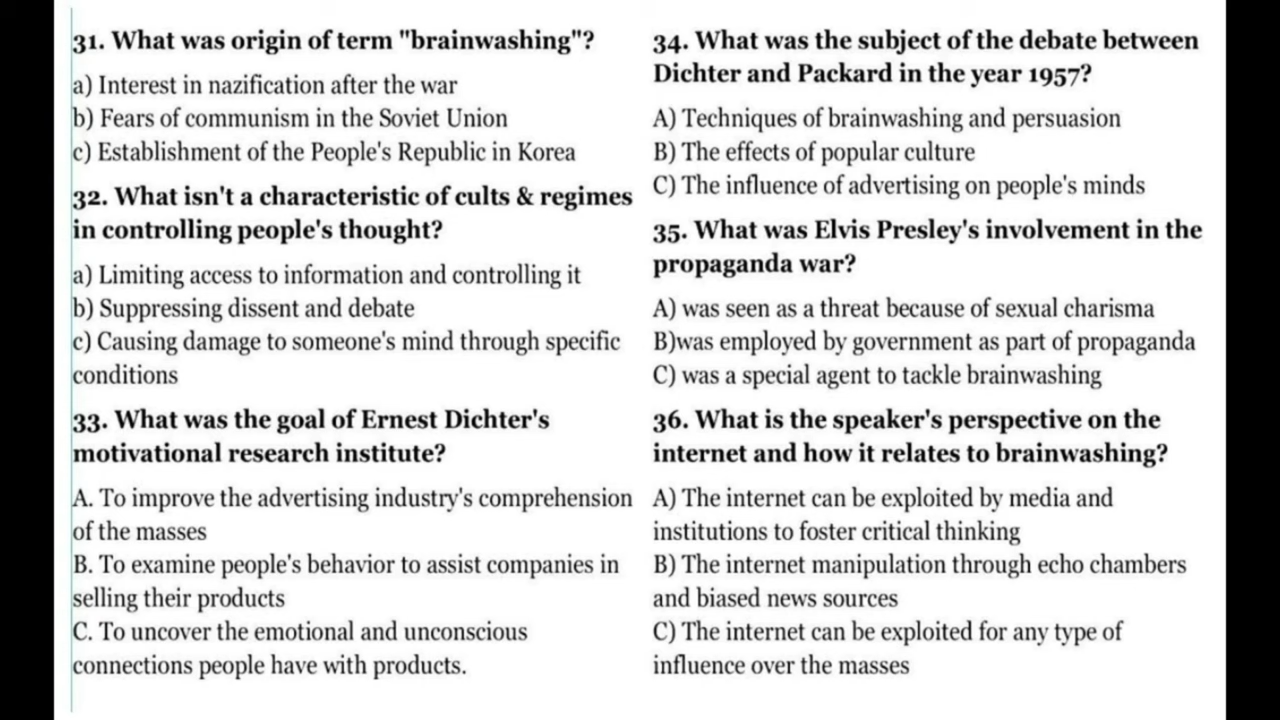 31. What was origin of term "brainwashing"?
a) Interest in nazification after the war
b) Fears of communism in the Soviet Union
c) Establishment of the People's Republic in Korea
32. What isn't a characteristic of cults & regimes
in controlling people's thought?
a) Limiting access to information and controlling it
b) Suppressing dissent and debate
c) Causing damage to someone's mind through specific
conditions
33. What was the goal of Ernest Dichter's
motivational research institute?
A. To improve the advertising industry's comprehension
of the masses
B. To examine people's behavior to assist companies in
selling their products
C. To uncover the emotional and unconscious
connections people have with products.
34. What was the subject of the debate between
Dichter and Packard in the year 1957?
A) Techniques of brainwashing and persuasion
B) The effects of popular culture
C) The influence of advertising on people's minds
35. What was Elvis Presley's involvement in the
propaganda war?
A) was seen as a threat because of sexual charisma
B)was employed by government as part of propaganda
C) was a special agent to tackle brainwashing
36. What is the speaker's perspective on the
internet and how it relates to brainwashing?
A) The internet can be exploited by media and
institutions to foster critical thinking
B) The internet manipulation through echo chambers
and biased news sources
C) The internet can be exploited for any type of
influence over the masses